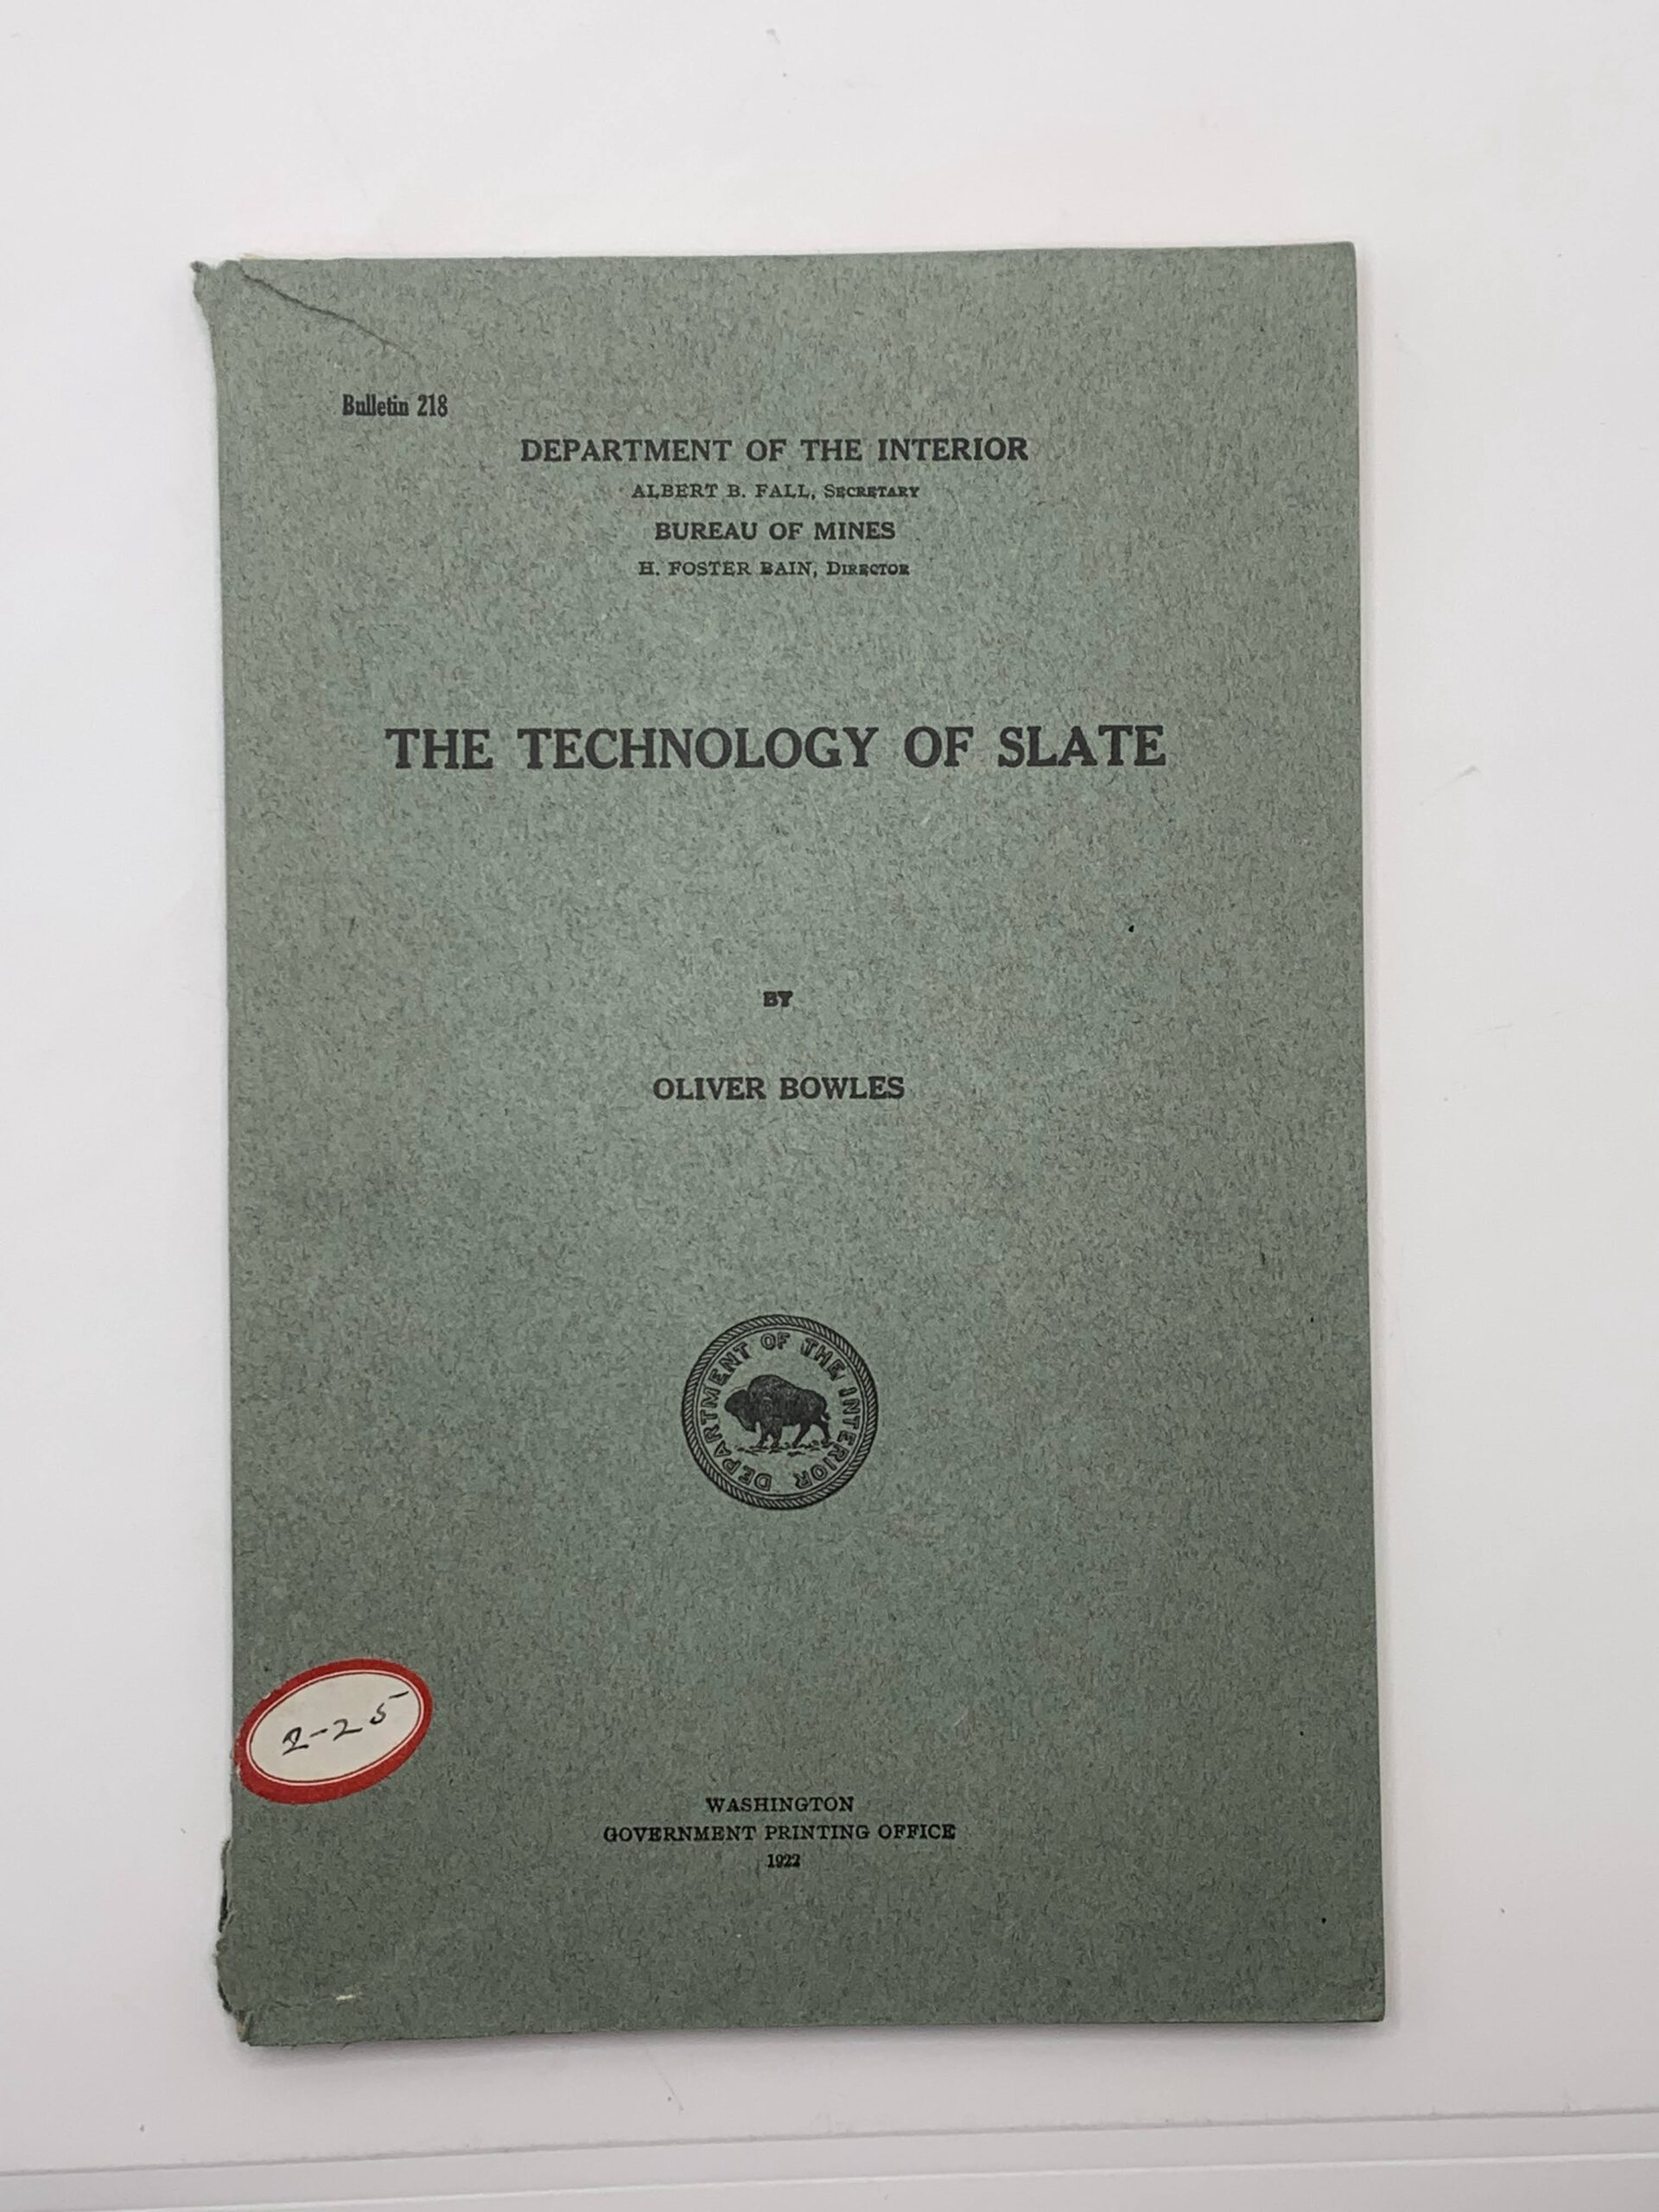 Bulletin 218
DEPARTMENT OF THE INTERIOR
ALBERT B. FALL, SECRETARY
BUREAU OF MINES
H. FOSTER BAIN, DIRECTOR
THE TECHNOLOGY OF SLATE
BY
OLIVER BOWLES
DEPARTMENT OF THE INTERIOR
2-25
WASHINGTON
GOVERNMENT PRINTING OFFICE
1922